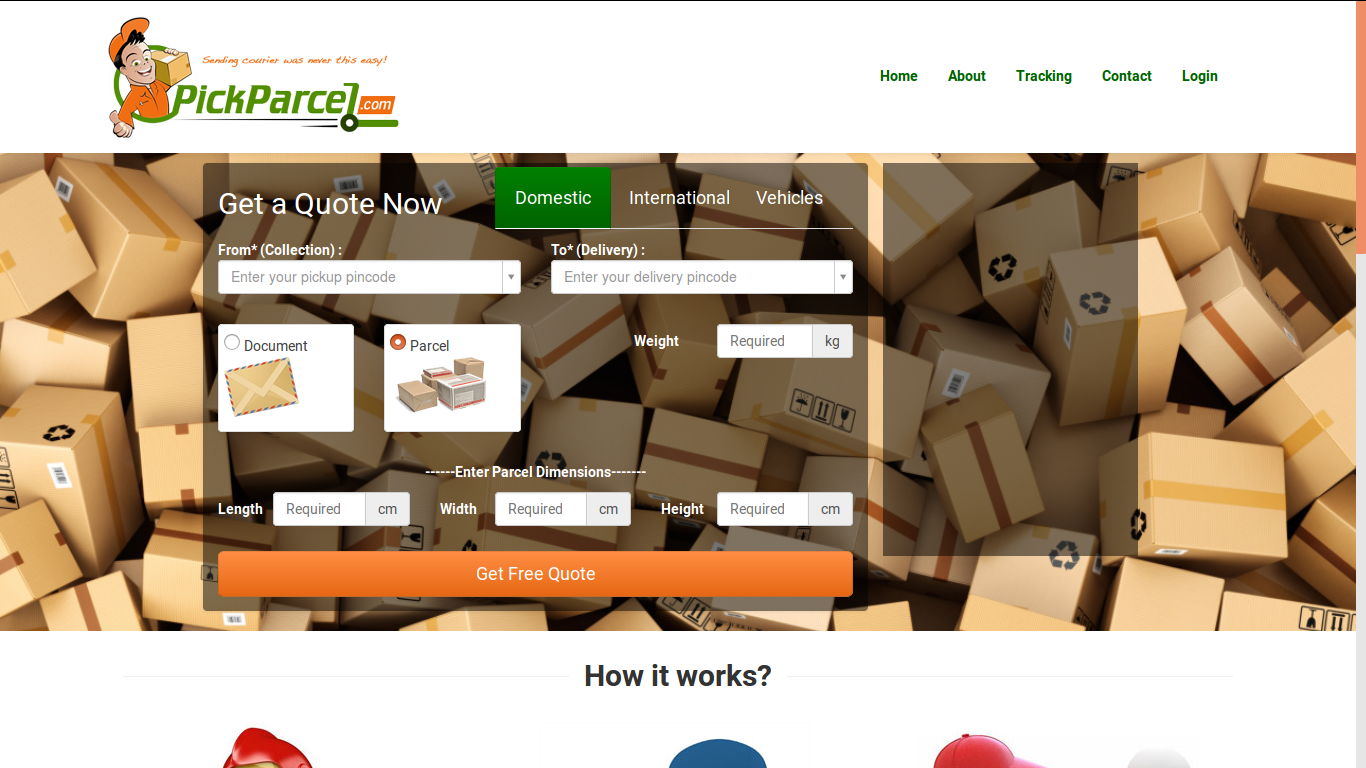 Sending courier was never this easy!
PickParcel.com
Home
About
Tracking
Contact
Login
Get a Quote Now
Domestic
International
Vehicles
From* (Collection) :
To* (Delivery) :
Enter your pickup pincode
Enter your delivery pincode
Document
Parcel
Weight
Required
kg
------Enter Parcel Dimensions-------
Length
Required
cm
Width
Required
cm
Height
Required
cm
Get Free Quote
How it works?